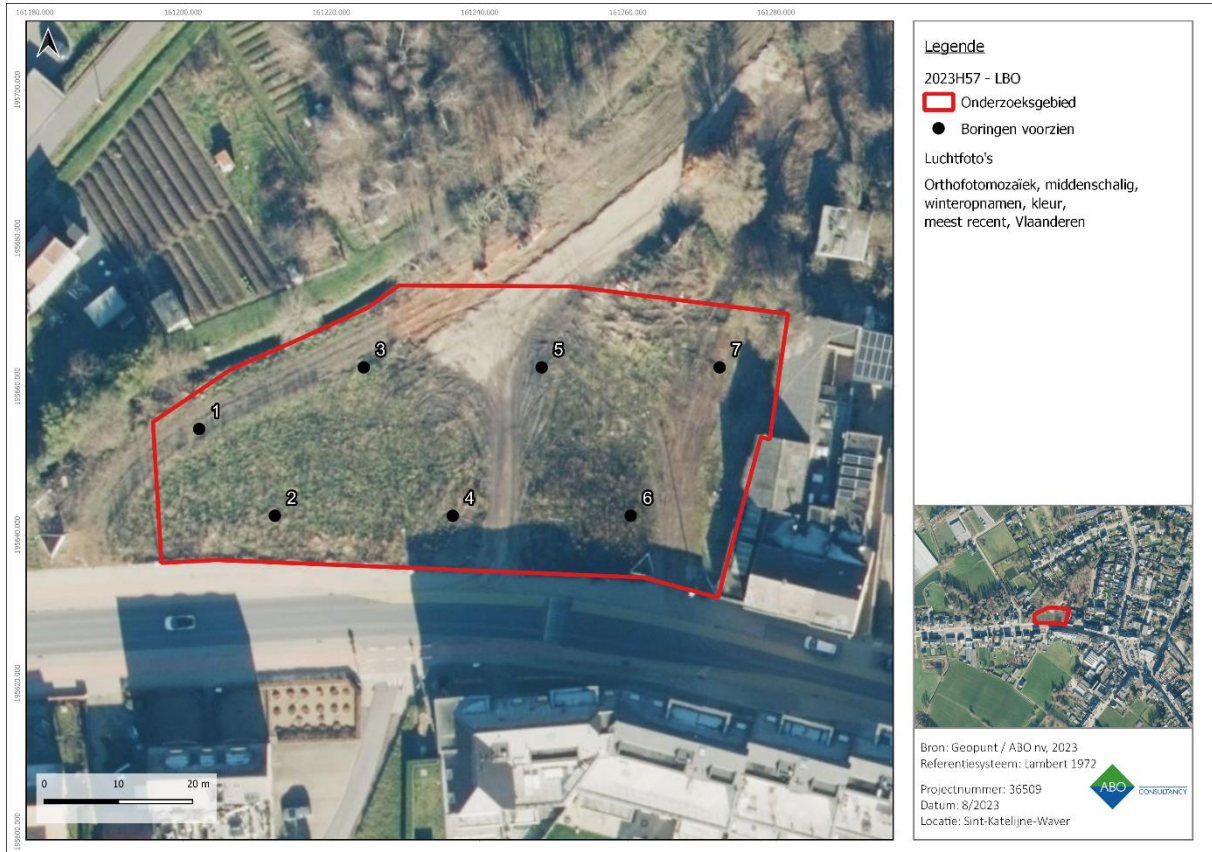 161180.000 161200.000 161220.000 161240.000 161260.000 161280.000
195700.000
195680.000
195660.000
195640.000
195620.000
195600.000
1
2
3
4
5
6
7
0 10 20 m
Legende
2023H57 - LBO
Onderzoeksgebied
Boringen voorzien
Luchtfoto's
Orthofotomozaïek, middenschalig,
winteropnamen, kleur,
meest recent, Vlaanderen
Bron: Geopunt / ABO nv, 2023
Referentiesysteem: Lambert 1972
Projectnummer: 36509
Datum: 8/2023
Locatie: Sint-Katelijne-Waver
ABO CONSULTANCY